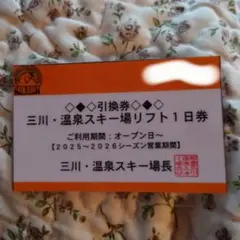 ◇◆◇引換券◇◆◇
三川・温泉スキー場リフト1日券
ご利用期間：オープン日～
【2025～2026シーズン営業期間】
三川・温泉スキー場長